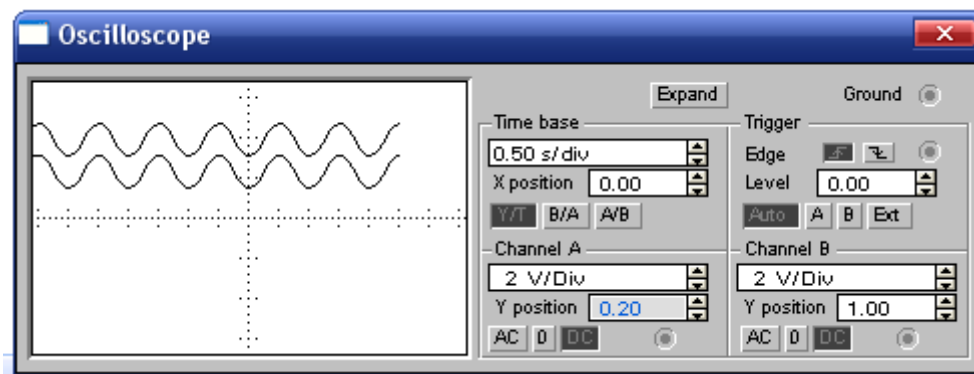 Oscilloscope
Expand
Ground
Time base
0.50 s/div
X position 0.00
Y/T B/A A/B
Trigger
Edge
Level 0.00
Auto A B Ext
Channel A
2 V/Div
Y position 0.20
AC 0 DC
Channel B
2 V/Div
Y position 1.00
AC 0 DC